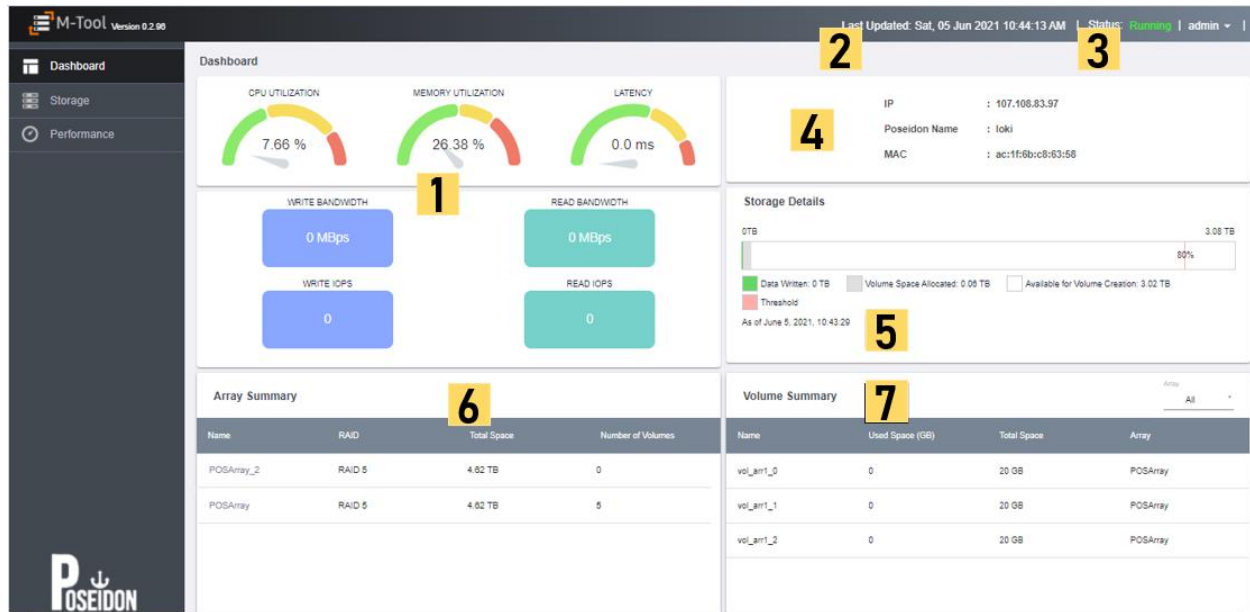 M-Tool Version 0.2.96
Last Updated: Sat, 05 Jun 2021 10:44:13 AM | Status: Running | admin |
2
3
Dashboard
Storage
Performance
Dashboard
CPU UTILIZATION MEMORY UTILIZATION LATENCY
7.66 % 26.38 % 0.0 ms
1
WRITE BANDWIDTH READ BANDWIDTH
0 MBps 0 MBps
WRITE IOPS READ IOPS
0 0
4
IP : 107.108.83.97
Poseidon Name : loki
MAC : ac:1f:6b:c8:63:56
Storage Details
0TB 3.08 TB
80%
Data Written: 0 TB Volume Space Allocated: 0.06 TB Available for Volume Creation: 3.02 TB
Threshold
As of June 5, 2021, 10:43:29
5
Array Summary
6
Name RAID Total Space Number of Volumes
POSArray_2 RAID 5 4.62 TB 0
POSArray RAID 5 4.62 TB 5
Volume Summary
7
Array
All
Name Used Space (GB) Total Space Array
vol_arr1_0 0 20 GB POSArray
vol_arr1_1 0 20 GB POSArray
vol_arr1_2 0 20 GB POSArray
POSEIDON